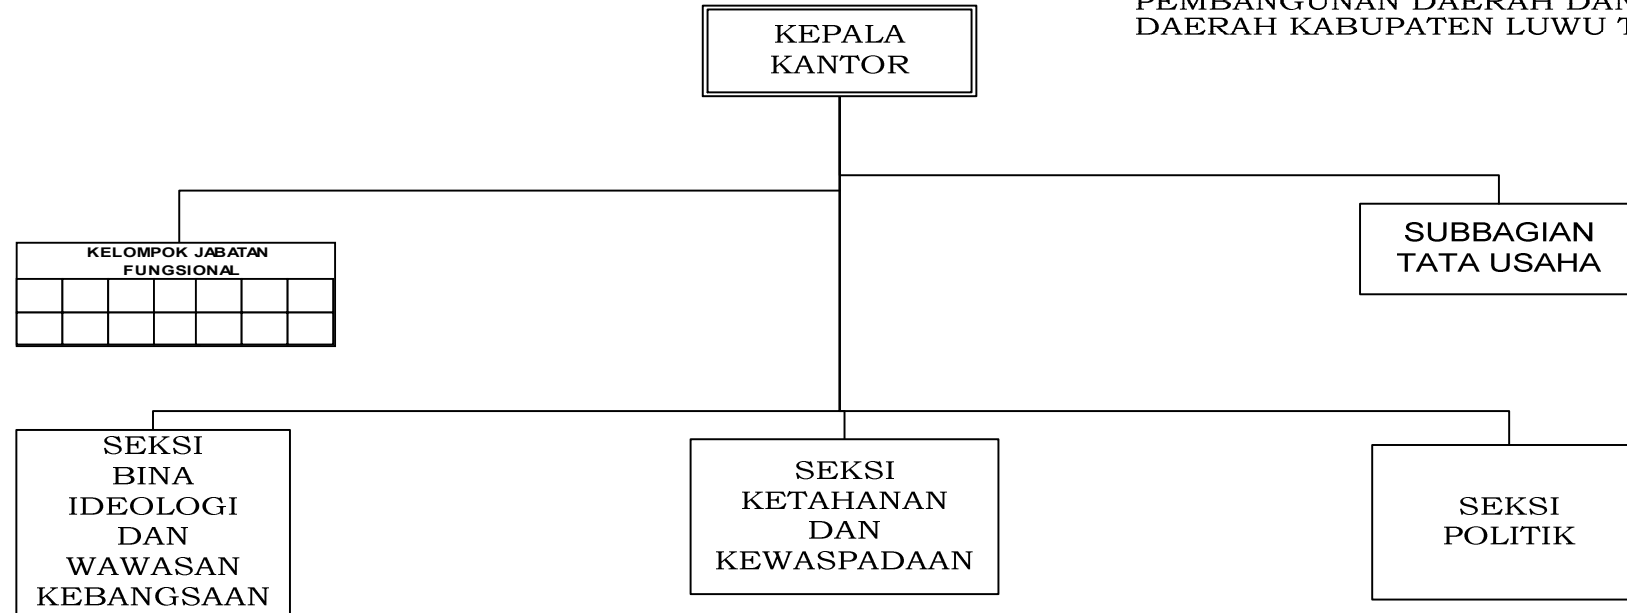 PEMBANGUNAN DAERAH DAN
DAERAH KABUPATEN LUWU T
KEPALA
KANTOR
KELOMPOK JABATAN
FUNGSIONAL
SUBBAGIAN
TATA USAHA
SEKSI
BINA
IDEOLOGI
DAN
WAWASAN
KEBANGSAAN
SEKSI
KETAHANAN
DAN
KEWASPADAAN
SEKSI
POLITIK